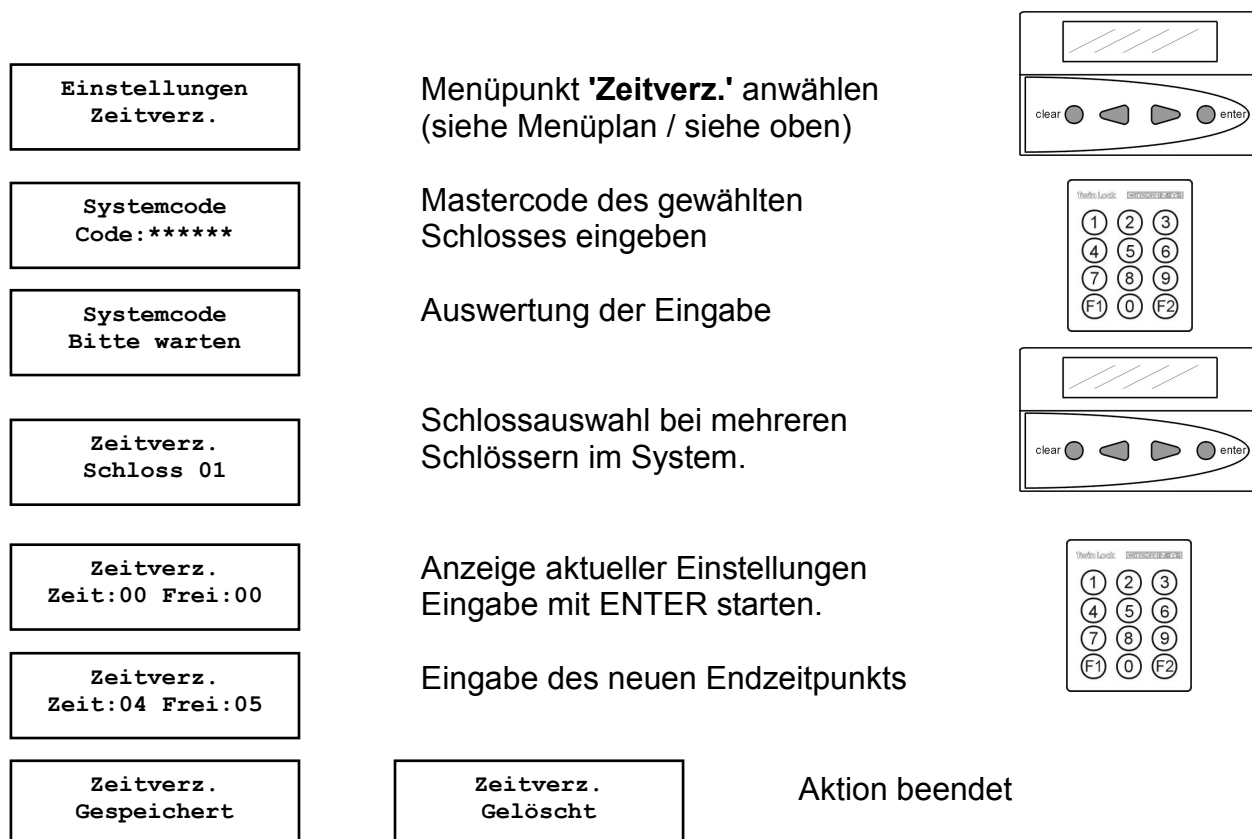 Einstellungen
Zeitverz.
Menüpunkt 'Zeitverz.' anwählen
(siehe Menüplan / siehe oben)
clear
enter
Systemcode
Code:******
Mastercode des gewählten
Schlosses eingeben
Twin Lock
1 2 3
4 5 6
7 8 9
F1 0 F2
Systemcode
Bitte warten
Auswertung der Eingabe
Zeitverz.
Schloss 01
Schlossauswahl bei mehreren
Schlössern im System.
clear
enter
Zeitverz.
Zeit:00 Frei:00
Anzeige aktueller Einstellungen
Eingabe mit ENTER starten.
Twin Lock
1 2 3
4 5 6
7 8 9
F1 0 F2
Zeitverz.
Zeit:04 Frei:05
Eingabe des neuen Endzeitpunkts
Zeitverz.
Gespeichert
Zeitverz.
Gelöscht
Aktion beendet